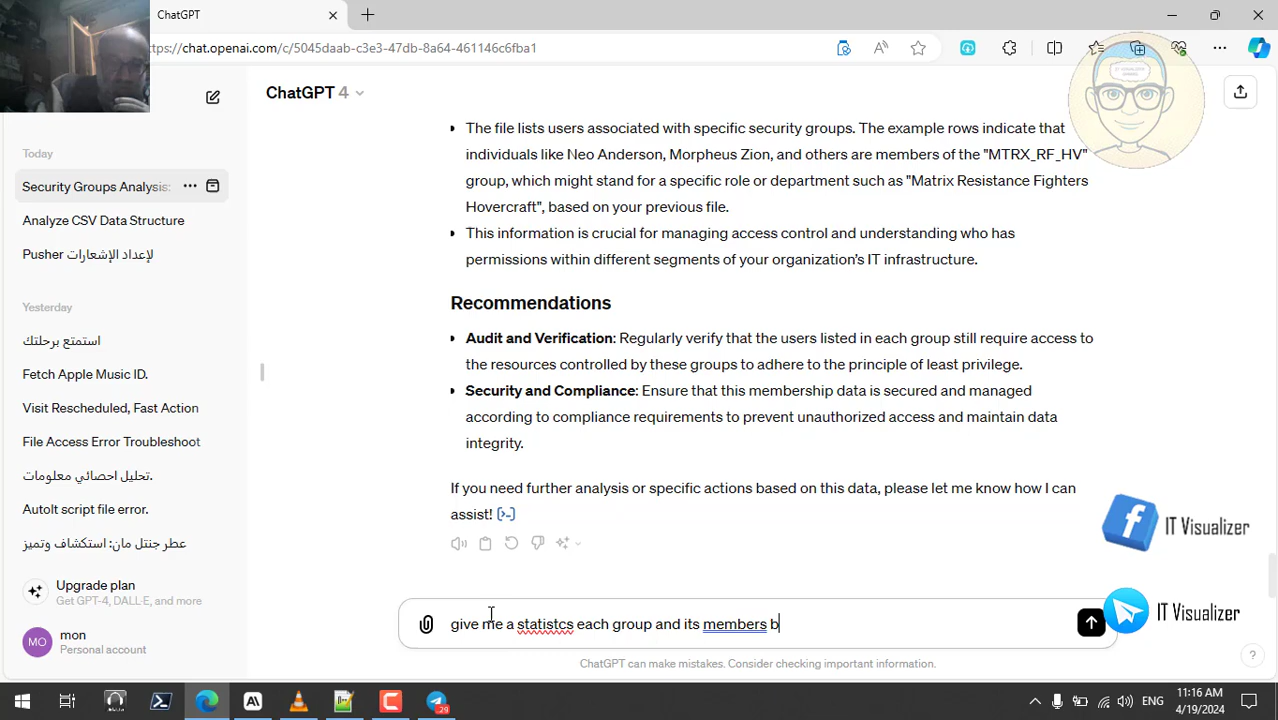 ChatGPT
ttps://chat.openai.com/c/5045daab-c3e3-47db-8a64-461146c6fba1
ChatGPT 4
Today
Security Groups Analysis:
Analyze CSV Data Structure
Pusher لإعداد الإشعارات
Yesterday
استمتع برحلتك
Fetch Apple Music ID.
Visit Rescheduled, Fast Action
File Access Error Troubleshoot
تحليل احصائي معلومات.
AutoIt script file error.
عطر جنتل مان: استكشاف وتميز
Upgrade plan
Get GPT-4, DALL·E, and more
MO
mon
Personal account
The file lists users associated with specific security groups. The example rows indicate that
individuals like Neo Anderson, Morpheus Zion, and others are members of the "MTRX_RF_HV"
group, which might stand for a specific role or department such as "Matrix Resistance Fighters
Hovercraft", based on your previous file.
This information is crucial for managing access control and understanding who has
permissions within different segments of your organization's IT infrastructure.
Recommendations
Audit and Verification: Regularly verify that the users listed in each group still require access to
the resources controlled by these groups to adhere to the principle of least privilege.
Security and Compliance: Ensure that this membership data is secured and managed
according to compliance requirements to prevent unauthorized access and maintain data
integrity.
If you need further analysis or specific actions based on this data, please let me know how I can
assist! [>-]
give me a statistcs each group and its members b
ChatGPT can make mistakes. Consider checking important information.
?
IT Visualizer
IT Visualizer
29
ENG
11:16 AM
4/19/2024